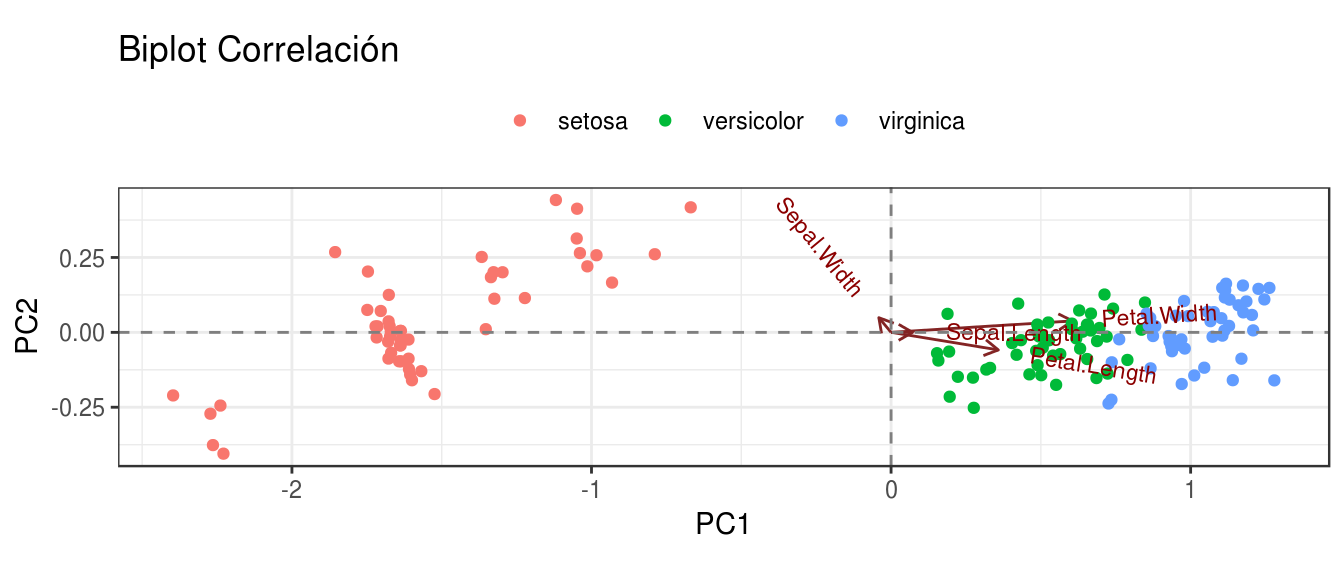 Biplot Correlación
setosa versicolor virginica
Sepal.Width
Petal.Width
Sepal.Length
Petal.Length
PC2
0.25
0.00
-0.25
-2 -1 0 1
PC1